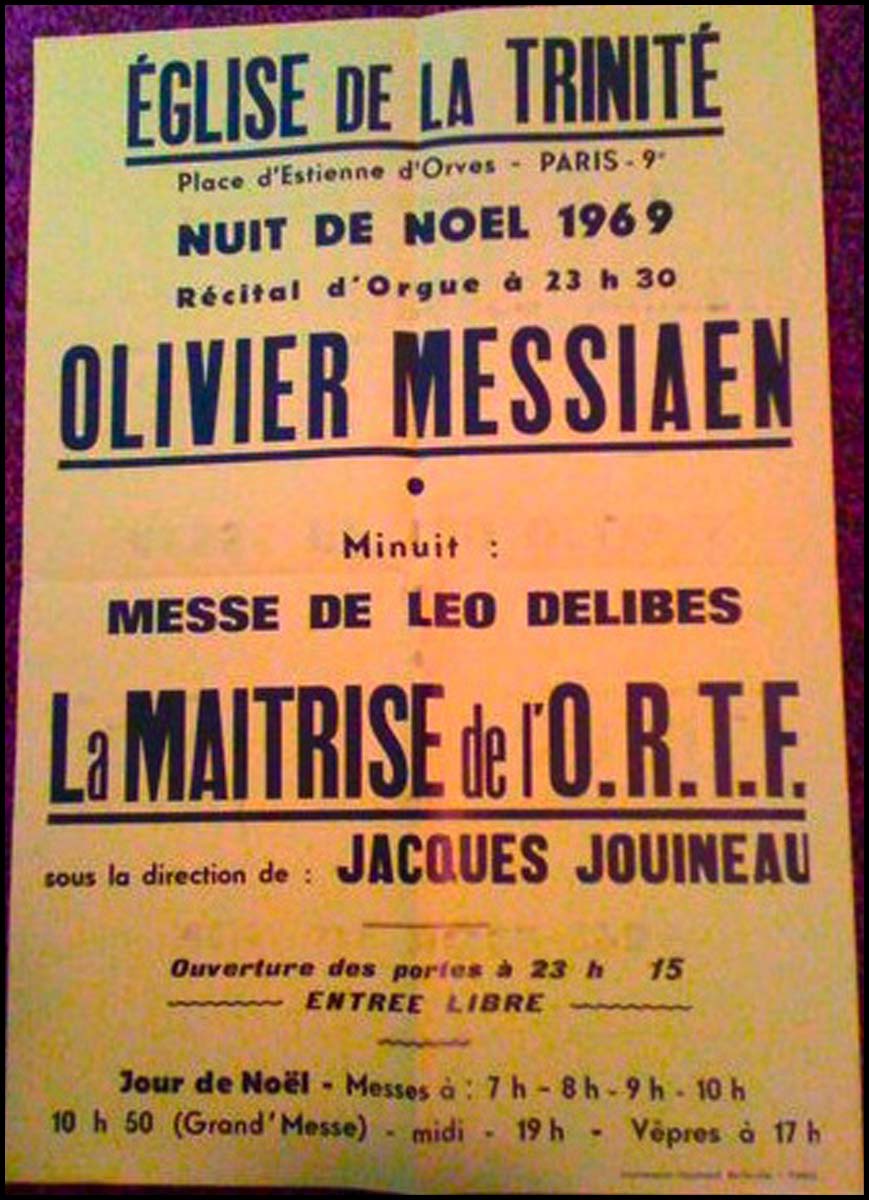 ÉGLISE DE LA TRINITÉ
Place d'Estienne d'Orves - PARIS - 9e
NUIT DE NOEL 1969
Récital d'Orgue à 23 h 30
OLIVIER MESSIAEN
Minuit :
MESSE DE LEO DELIBES
La MAITRISE de l'O.R.T.F.
sous la direction de : JACQUES JOUINEAU
Ouverture des portes à 23 h 15
ENTREE LIBRE
Jour de Noël - Messes à : 7 h - 8 h - 9 h - 10 h
10 h 50 (Grand'Messe) - midi - 19 h - Vêpres à 17 h